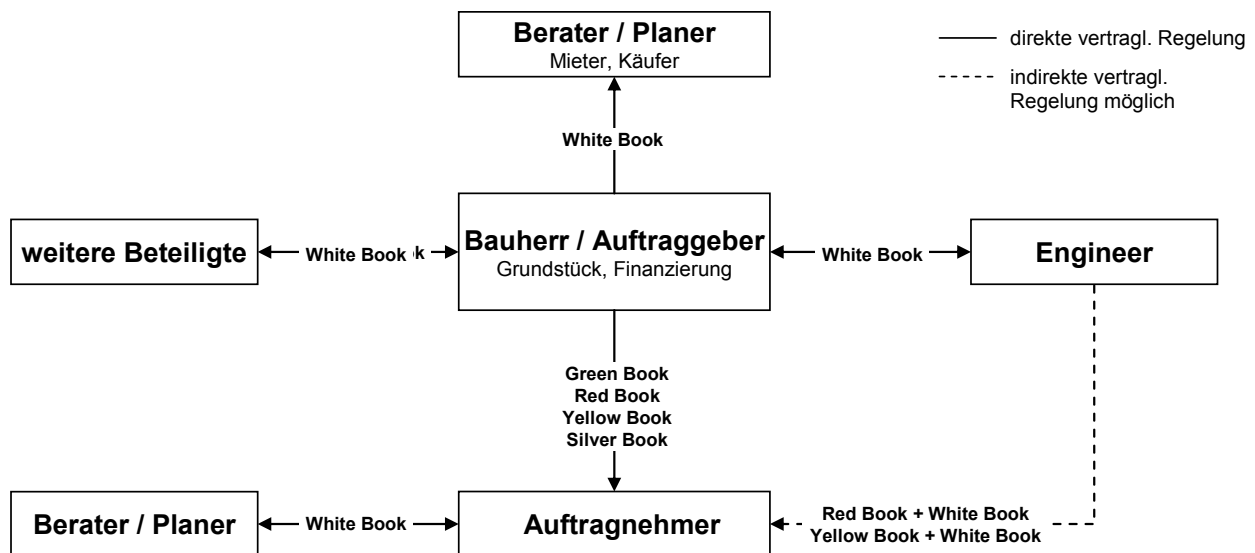 Berater / Planer
Mieter, Käufer
direkte vertragl. Regelung
indirekte vertragl.
Regelung möglich
White Book
weitere Beteiligte
White Book k
Bauherr / Auftraggeber
Grundstück, Finanzierung
White Book
Engineer
Green Book
Red Book
Yellow Book
Silver Book
Berater / Planer
White Book
Auftragnehmer
Red Book + White Book
Yellow Book + White Book